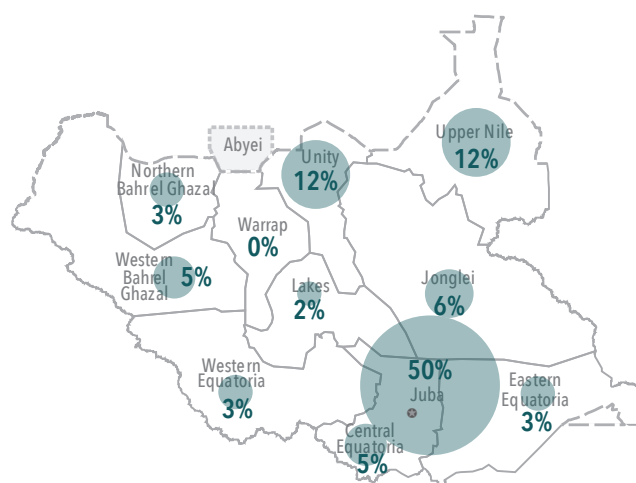 Abyei
Upper Nile
12%
Unity
12%
Northern
Bahrel Ghazal
3%
Warrap
0%
Western
Bahrel
Ghazal
5%
Lakes
2%
Jonglei
6%
Western
Equatoria
3%
50%
Juba
Eastern
Equatoria
3%
Central
Equatoria
5%